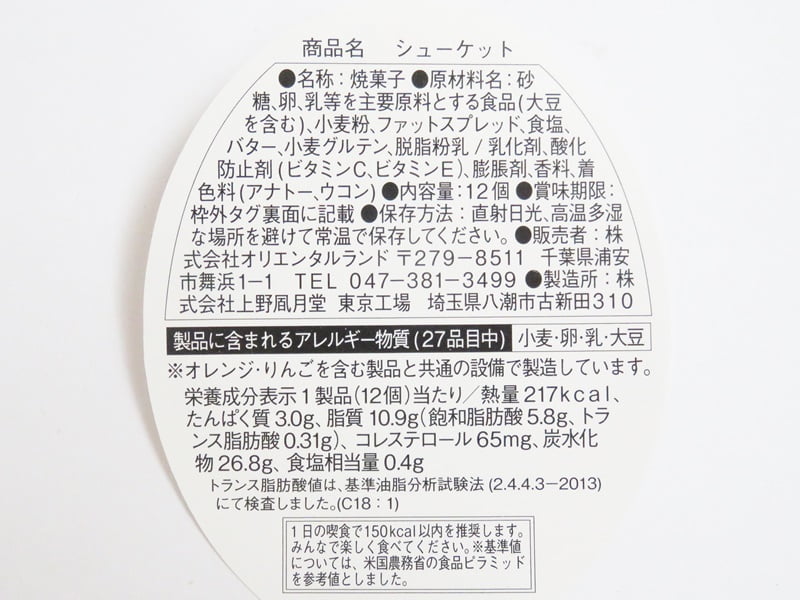 商品名　シューケット
●名称：焼菓子 ●原材料名：砂
糖、卵、乳等を主要原料とする食品(大豆
を含む)、小麦粉、ファットスプレッド、食塩、
バター、小麦グルテン、脱脂粉乳 / 乳化剤、酸化
防止剤(ビタミンC、ビタミンE)、膨脹剤、香料、着
色料(アナトー、ウコン) ●内容量：12個 ●賞味期限：
枠外タグ裏面に記載 ●保存方法：直射日光、高温多湿
な場所を避けて常温で保存してください。●販売者：株
式会社オリエンタルランド 〒279-8511 千葉県浦安
市舞浜1-1 TEL 047-381-3499 ●製造所：株
式会社上野凮月堂 東京工場 埼玉県八潮市古新田310
製品に含まれるアレルギー物質(27品目中) 小麦・卵・乳・大豆
※オレンジ・りんごを含む製品と共通の設備で製造しています。
栄養成分表示1製品(12個)当たり／熱量217kcal、
たんぱく質3.0g、脂質10.9g(飽和脂肪酸5.8g、トラ
ンス脂肪酸0.31g)、コレステロール65mg、炭水化
物26.8g、食塩相当量0.4g
トランス脂肪酸値は、基準油脂分析試験法(2.4.4.3-2013)
にて検査しました。(C18：1)
1日の喫食で150kcal以内を推奨します。
みんなで楽しく食べてください。※基準値
については、米国農務省の食品ピラミッド
を参考値としました。